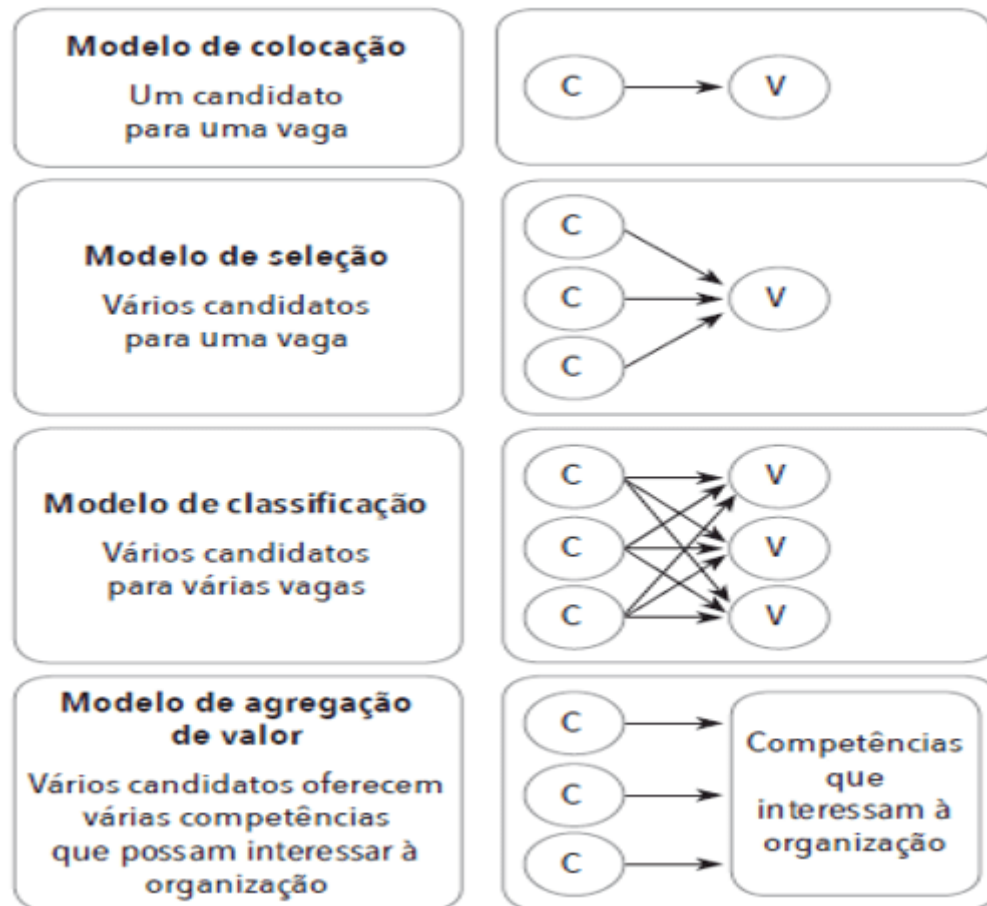 Modelo de colocação
Um candidato
para uma vaga
C
V
Modelo de seleção
Vários candidatos
para uma vaga
C
C
C
V
Modelo de classificação
Vários candidatos
para várias vagas
C
C
C
V
V
V
Modelo de agregação
de valor
Vários candidatos oferecem
várias competências
que possam interessar à
organização
C
C
C
Competências
que
interessam à
organização